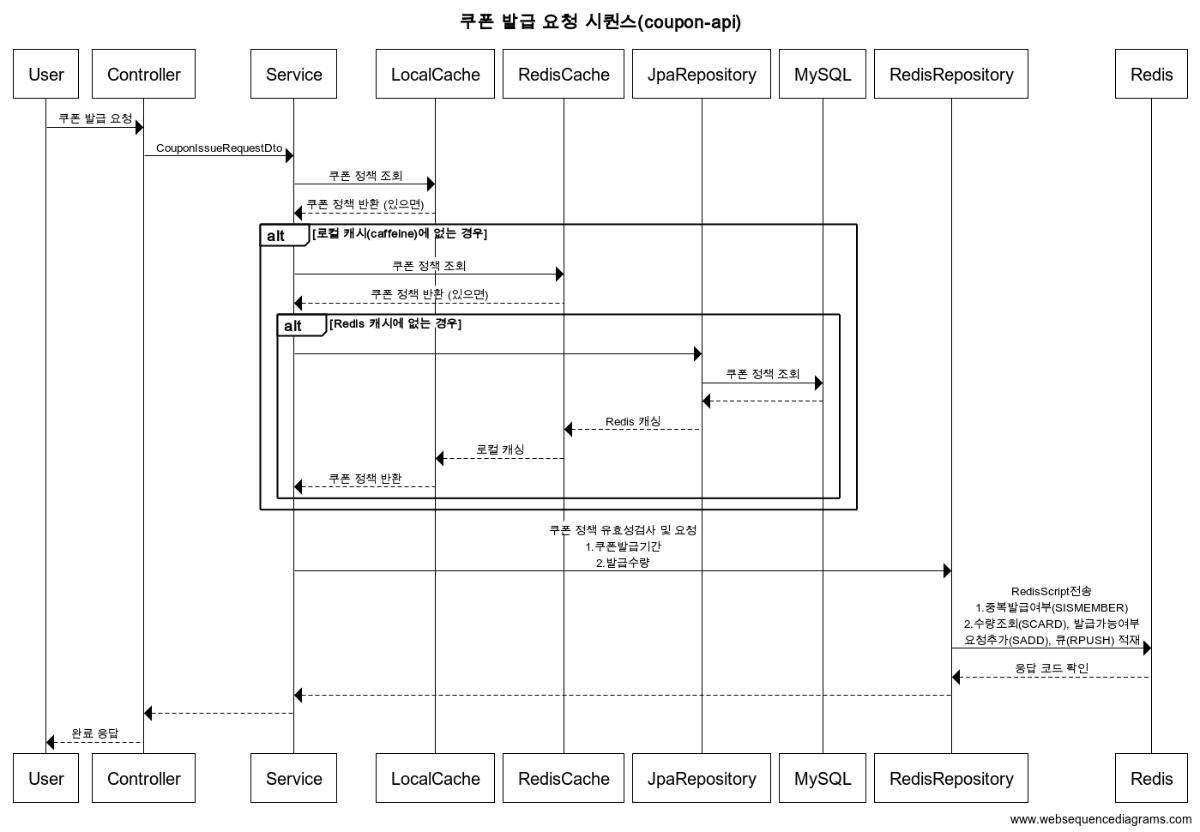 쿠폰 발급 요청 시퀀스(coupon-api)
User
Controller
Service
LocalCache
RedisCache
JpaRepository
MySQL
RedisRepository
Redis
쿠폰 발급 요청
CouponIssueRequestDto
쿠폰 정책 조회
쿠폰 정책 반환 (있으면)
alt
[로컬 캐시(caffeine)에 없는 경우]
쿠폰 정책 조회
쿠폰 정책 반환 (있으면)
alt
[Redis 캐시에 없는 경우]
쿠폰 정책 조회
Redis 캐싱
로컬 캐싱
쿠폰 정책 반환
쿠폰 정책 유효성검사 및 요청
1.쿠폰발급기간
2.발급수량
RedisScript전송
1.중복발급여부(SISMEMBER)
2.수량조회(SCARD), 발급가능여부
요청추가(SADD), 큐(RPUSH) 적재
응답 코드 확인
완료 응답
User
Controller
Service
LocalCache
RedisCache
JpaRepository
MySQL
RedisRepository
Redis
www.websequencediagrams.com